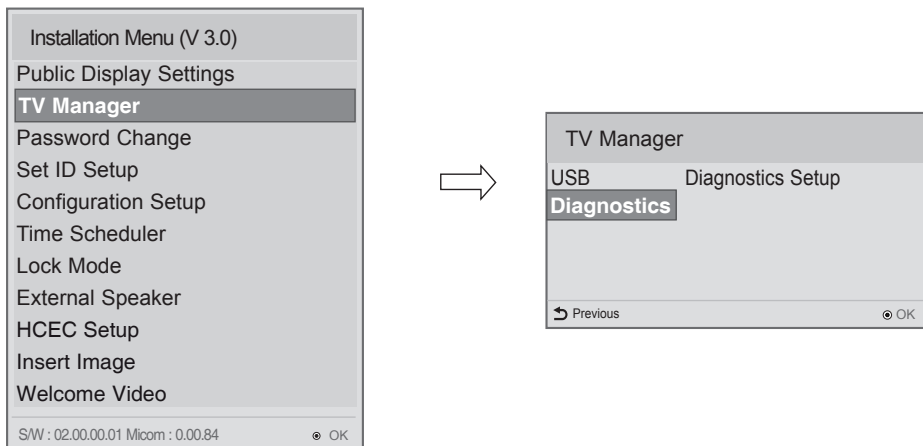 Installation Menu (V 3.0)
Public Display Settings
TV Manager
Password Change
Set ID Setup
Configuration Setup
Time Scheduler
Lock Mode
External Speaker
HCEC Setup
Insert Image
Welcome Video
S/W : 02.00.00.01 Micom : 0.00.84 OK
TV Manager
USB Diagnostics Setup
Diagnostics
Previous OK